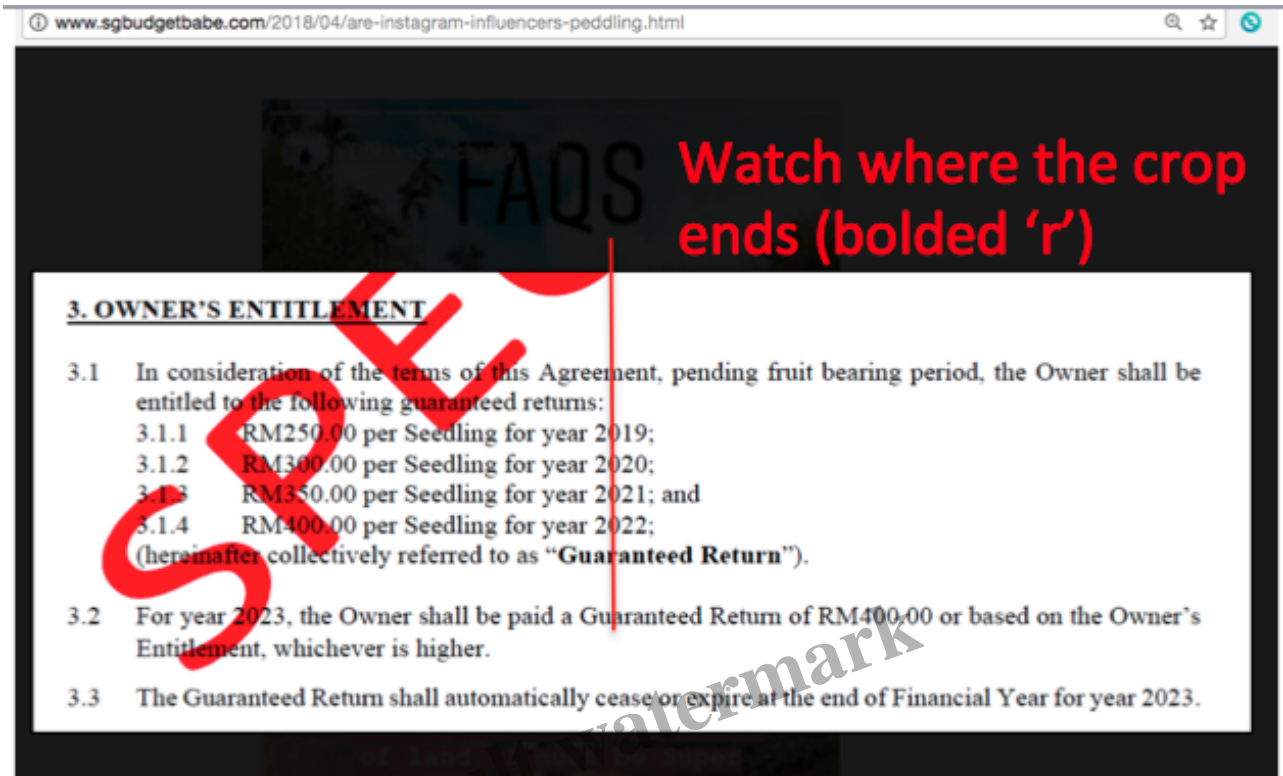 www.sgbudgetbabe.com/2018/04/are-instagram-influencers-peddling.html
FAQS
Watch where the crop
ends (bolded ‘r’)
3. OWNER’S ENTITLEMENT
3.1 In consideration of the terms of this Agreement, pending fruit bearing period, the Owner shall be
entitled to the following guaranteed returns:
3.1.1 RM250.00 per Seedling for year 2019;
3.1.2 RM300.00 per Seedling for year 2020;
3.1.3 RM350.00 per Seedling for year 2021; and
3.1.4 RM400.00 per Seedling for year 2022;
(hereinafter collectively referred to as “Guaranteed Return”).
3.2 For year 2023, the Owner shall be paid a Guaranteed Return of RM400.00 or based on the Owner’s
Entitlement, whichever is higher.
3.3 The Guaranteed Return shall automatically cease or expire at the end of Financial Year for year 2023.
SPE
watermark
of land,
super